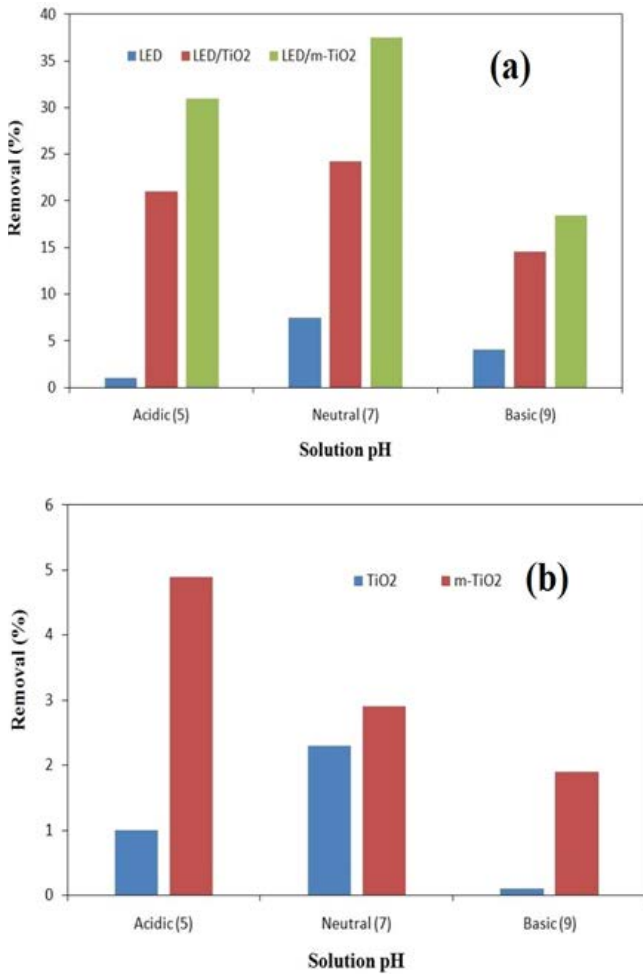 40
35
30
25
20
15
10
5
0
Removal (%)
LED LED/TiO2 LED/m-TiO2
(a)
Acidic (5) Neutral (7) Basic (9)
Solution pH
6
5
4
3
2
1
0
Removal (%)
TiO2 m-TiO2
(b)
Acidic (5) Neutral (7) Basic (9)
Solution pH